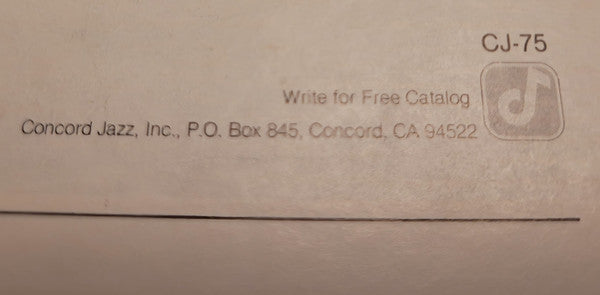 CJ-75
Write for Free Catalog
Concord Jazz, Inc., P.O. Box 845, Concord, CA 94522